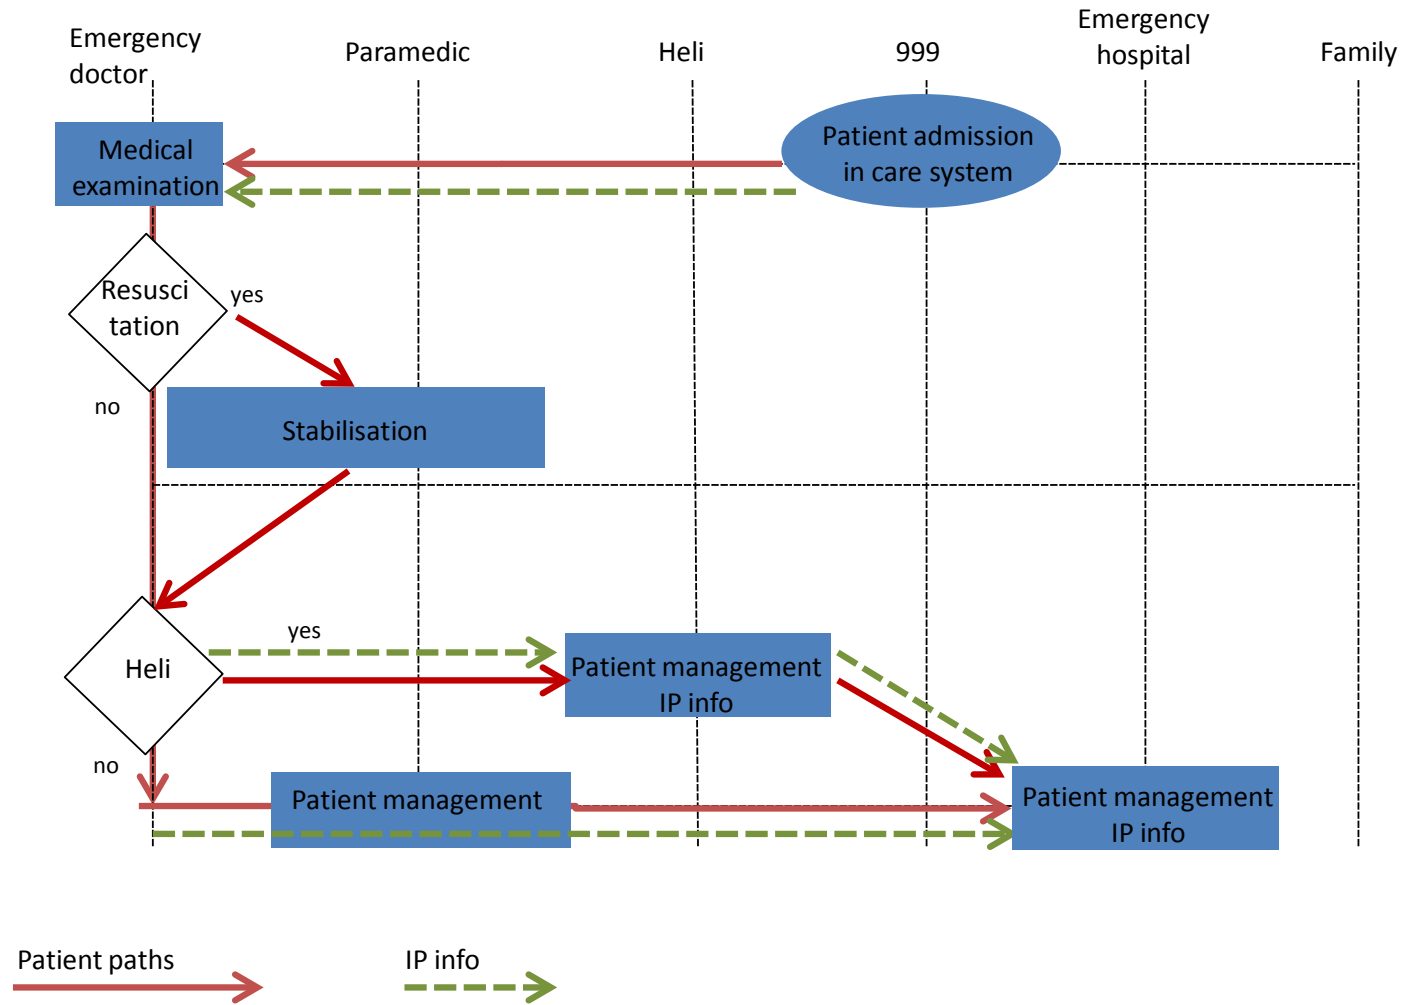 Emergency
doctor
Paramedic
Heli
999
Emergency
hospital
Family
Medical
examination
Patient admission
in care system
Resusci
tation
yes
no
Stabilisation
Heli
yes
no
Patient management
IP info
Patient management
Patient management
IP info
Patient paths
IP info